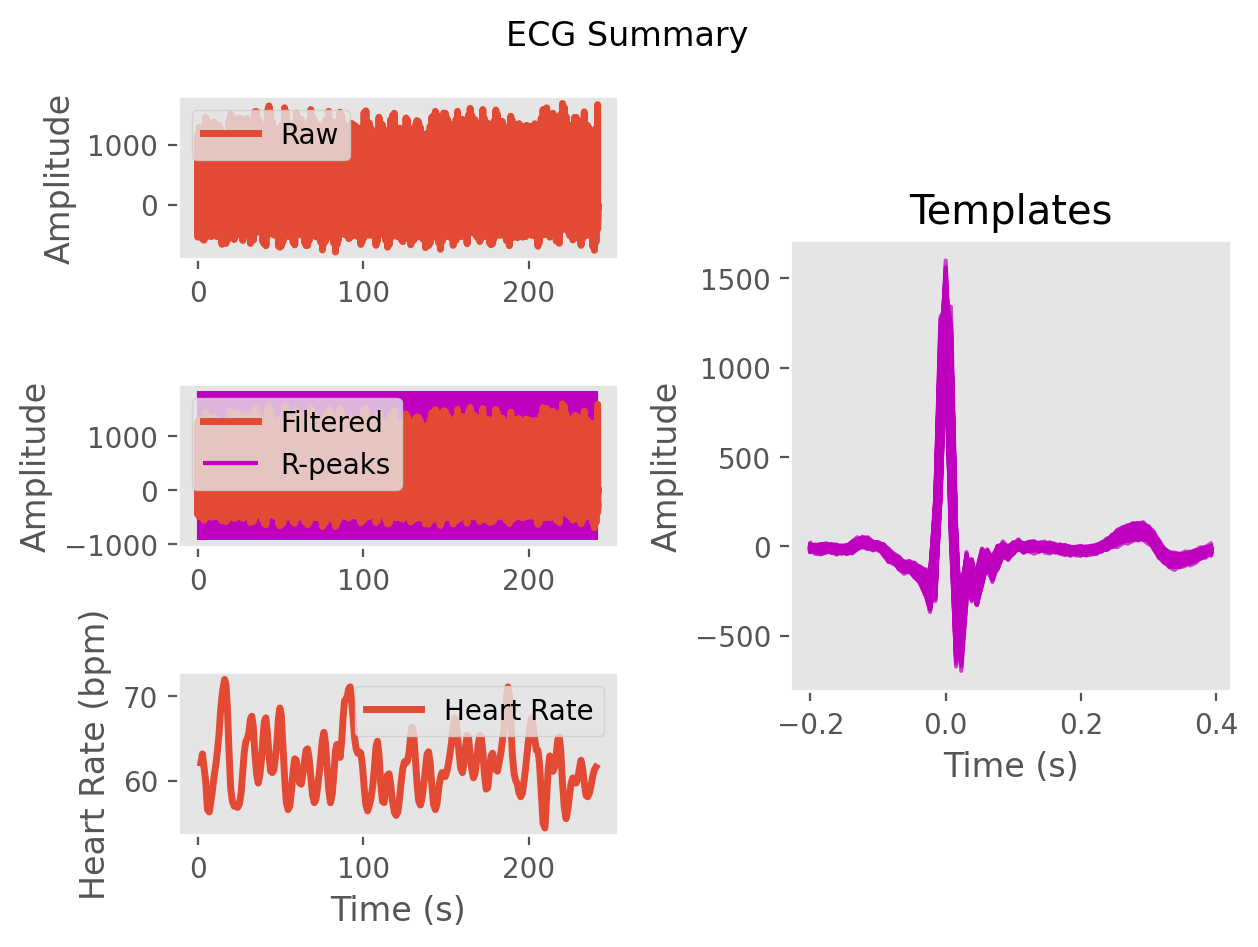 ECG Summary
Amplitude
1000
0
Raw
0 100 200
Amplitude
1000
0
−1000
Filtered
R-peaks
0 100 200
Heart Rate (bpm)
70
60
Heart Rate
0 100 200
Time (s)
Templates
Amplitude
1500
1000
500
0
−500
−0.2 0.0 0.2 0.4
Time (s)